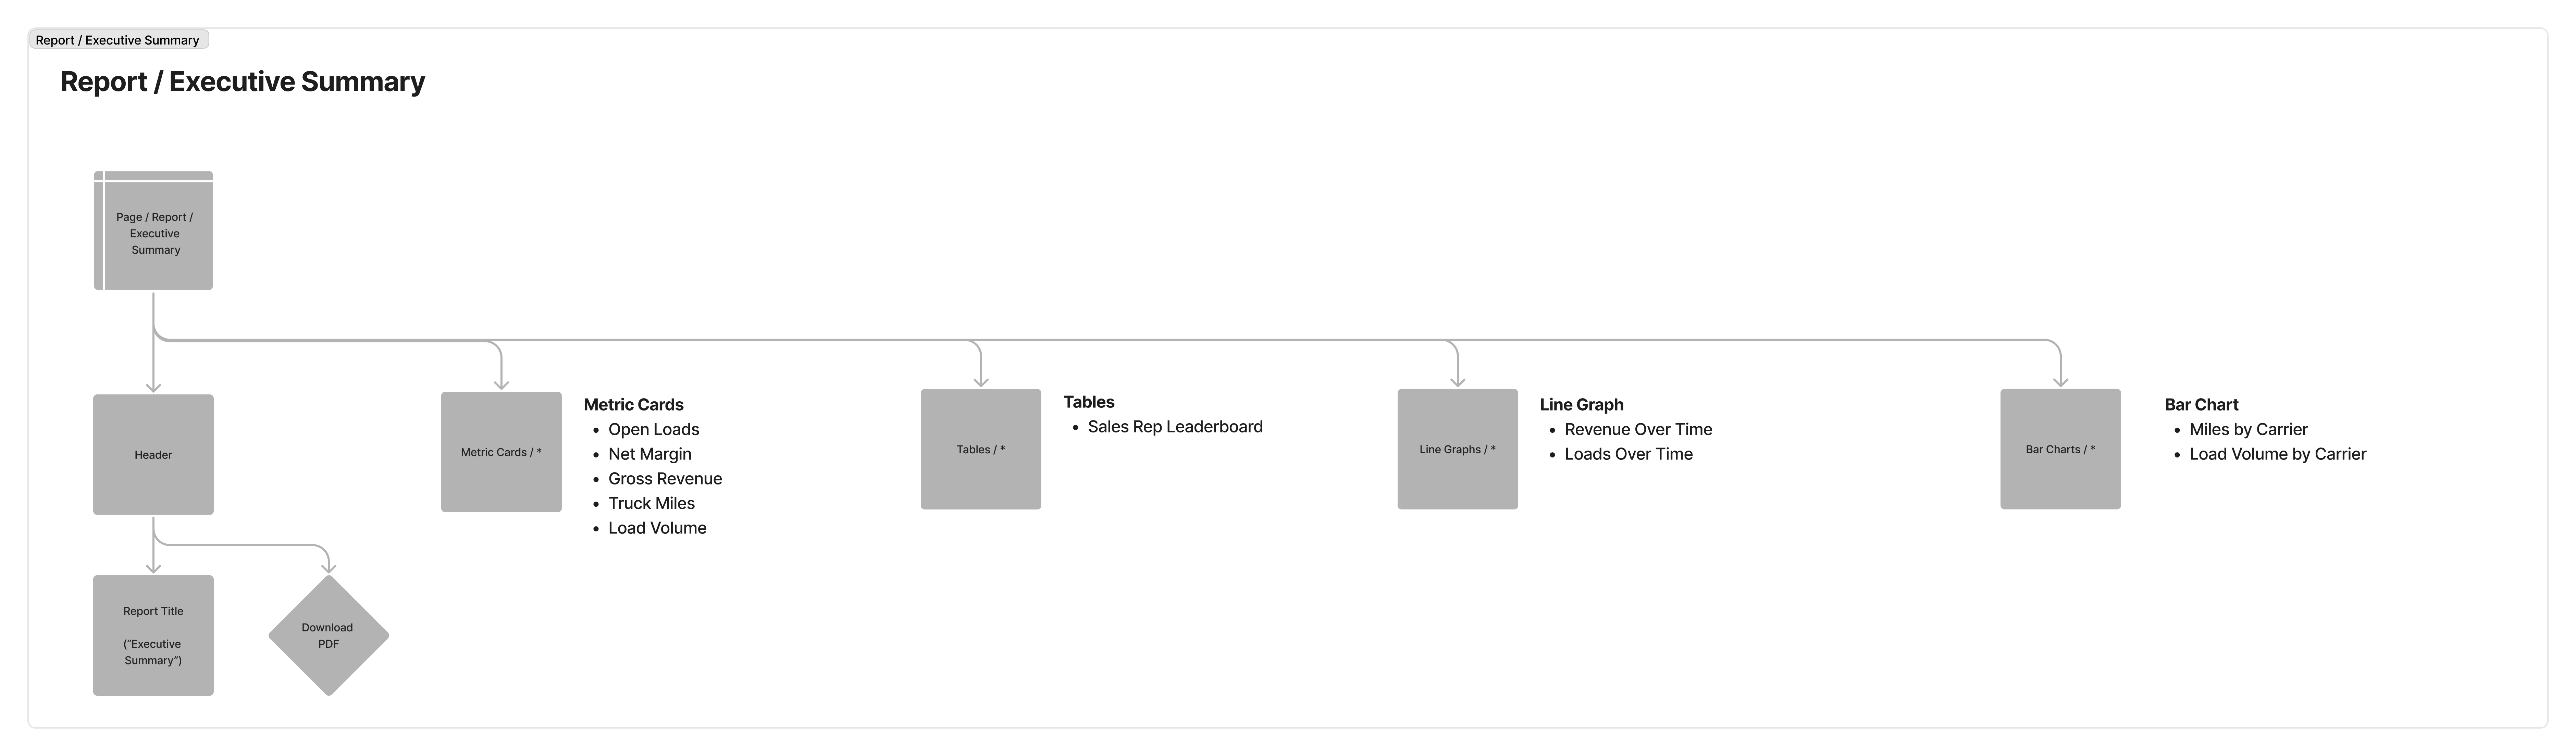 Report / Executive Summary
Report / Executive Summary
Page / Report /
Executive
Summary
Header
Metric Cards / *
Metric Cards
• Open Loads
• Net Margin
• Gross Revenue
• Truck Miles
• Load Volume
Tables / *
Tables
• Sales Rep Leaderboard
Line Graphs / *
Line Graph
• Revenue Over Time
• Loads Over Time
Bar Charts / *
Bar Chart
• Miles by Carrier
• Load Volume by Carrier
Report Title
("Executive
Summary")
Download
PDF